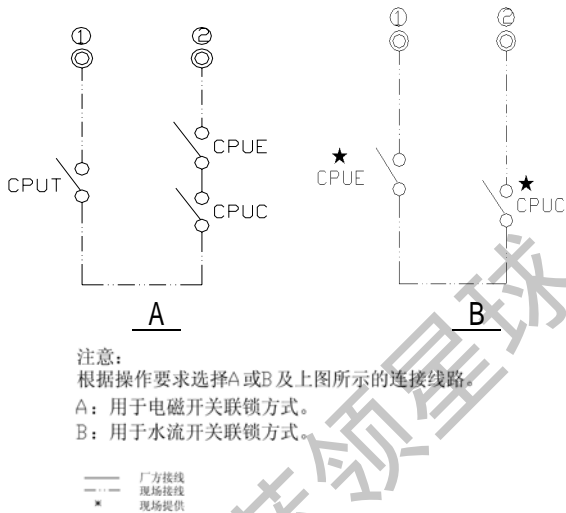 ① ②
CPUT
CPUE
CPUC
A
① ②
★
CPUE
★
CPUC
B
注意:
根据操作要求选择A或B及上图所示的连接线路。
A: 用于电磁开关联锁方式。
B: 用于水流开关联锁方式。
厂方接线
现场接线
* 现场提供
领星球